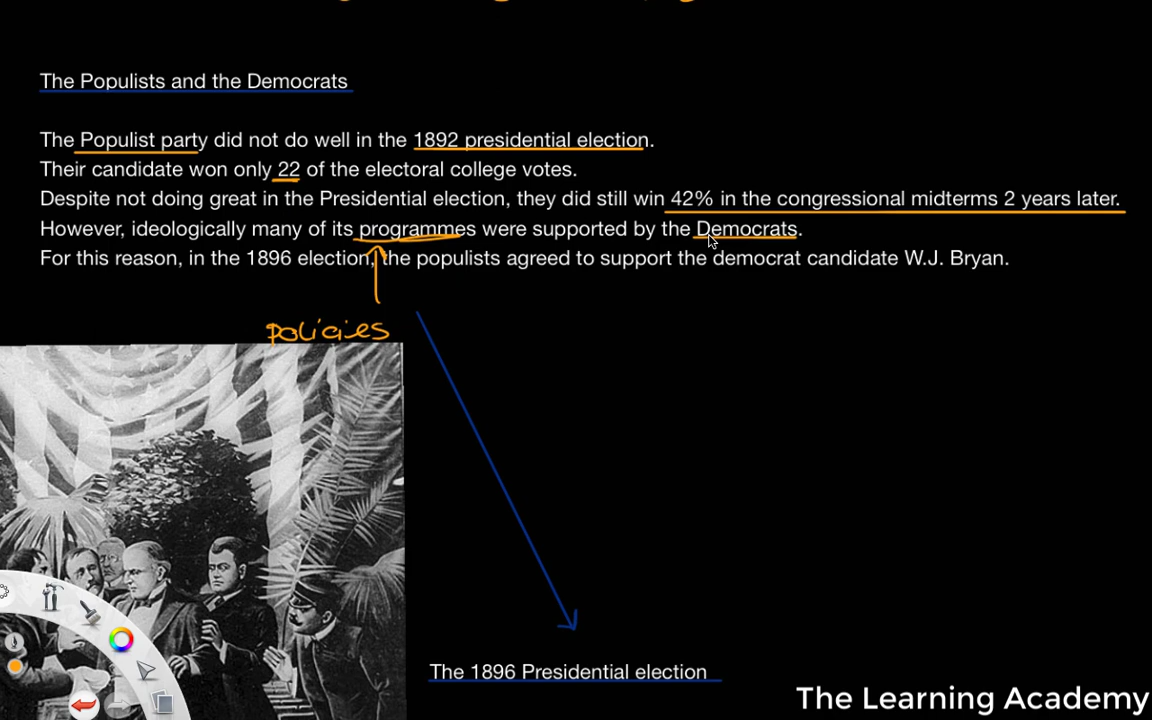 The Populists and the Democrats
The Populist party did not do well in the 1892 presidential election.
Their candidate won only 22 of the electoral college votes.
Despite not doing great in the Presidential election, they did still win 42% in the congressional midterms 2 years later.
However, ideologically many of its programmes were supported by the Democrats.
For this reason, in the 1896 election, the populists agreed to support the democrat candidate W.J. Bryan.
policies
The 1896 Presidential election
The Learning Academy